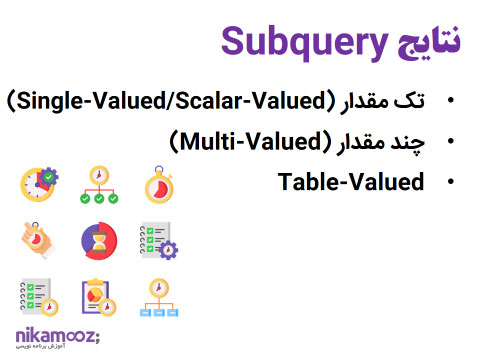 نتایج Subquery
• تک مقدار (Single-Valued/Scalar-Valued)
• چند مقدار (Multi-Valued)
• Table-Valued
nikamooz;
آموزش برنامه نویسی